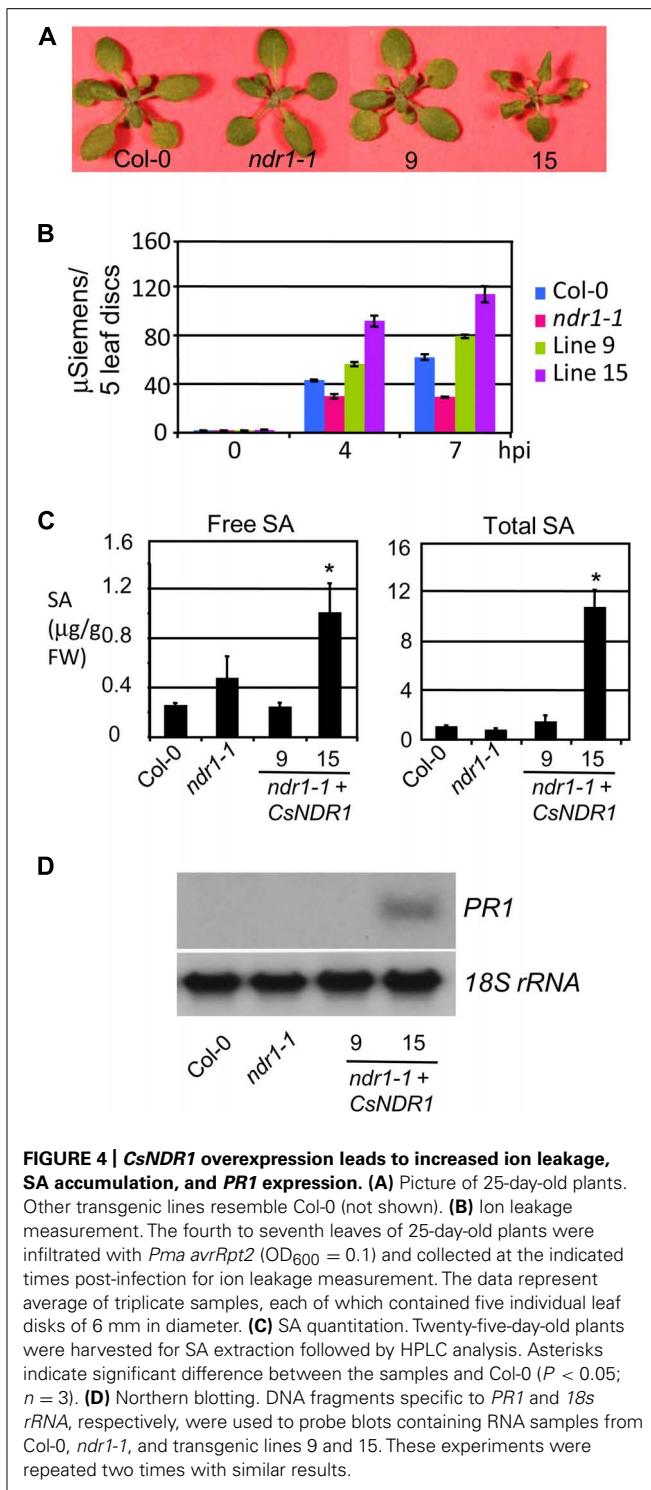 A
Col-0 ndr1-1 9 15
B
µSiemens/
5 leaf discs
160
120
80
40
0
0 4 7 hpi
Col-0
ndr1-1
Line 9
Line 15
C
Free SA
SA
(µg/g
FW)
1.6
1.2
0.8
0.4
0
*
Col-0 ndr1-1 9 15
ndr1-1 +
CsNDR1
Total SA
16
12
8
4
0
*
Col-0 ndr1-1 9 15
ndr1-1 +
CsNDR1
D
PR1
18S rRNA
Col-0 ndr1-1 9 15
ndr1-1 +
CsNDR1
FIGURE 4 | CsNDR1 overexpression leads to increased ion leakage,
SA accumulation, and PR1 expression. (A) Picture of 25-day-old plants.
Other transgenic lines resemble Col-0 (not shown). (B) Ion leakage
measurement. The fourth to seventh leaves of 25-day-old plants were
infiltrated with Pma avrRpt2 (OD600 = 0.1) and collected at the indicated
times post-infection for ion leakage measurement. The data represent
average of triplicate samples, each of which contained five individual leaf
disks of 6 mm in diameter. (C) SA quantitation. Twenty-five-day-old plants
were harvested for SA extraction followed by HPLC analysis. Asterisks
indicate significant difference between the samples and Col-0 (P < 0.05;
n = 3). (D) Northern blotting. DNA fragments specific to PR1 and 18s
rRNA, respectively, were used to probe blots containing RNA samples from
Col-0, ndr1-1, and transgenic lines 9 and 15. These experiments were
repeated two times with similar results.